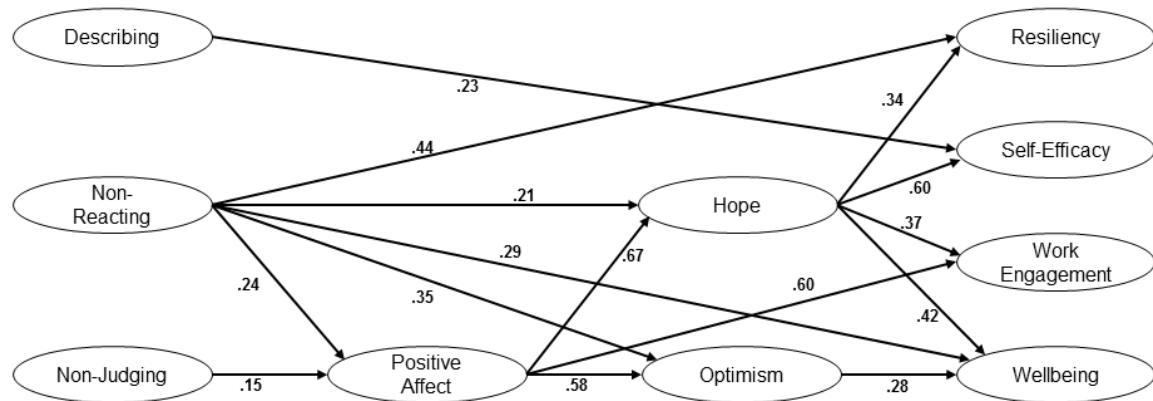 Describing
Resiliency
.23
.34
Self-Efficacy
.44
.60
Non-
Reacting
.21
Hope
.37
.29
.67
Work
Engagement
.24
.35
.60
.42
Non-Judging
.15
Positive
Affect
.58
Optimism
.28
Wellbeing